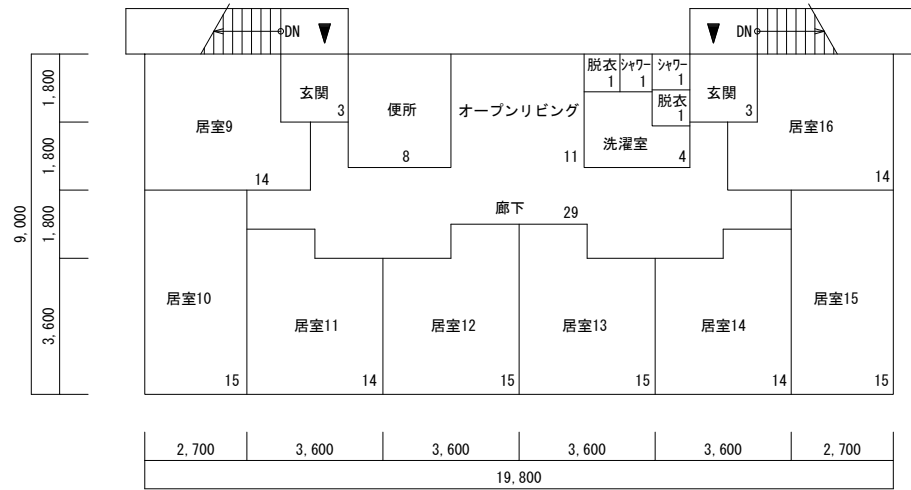 DN
DN
玄関
3
便所
8
オープンリビング
11
脱衣
1
シャワー
1
シャワー
1
脱衣
1
洗濯室
4
玄関
3
居室9
14
居室16
14
廊下
29
居室10
15
居室11
14
居室12
15
居室13
15
居室14
14
居室15
15
9,000
1,800
1,800
1,800
3,600
2,700
3,600
3,600
3,600
3,600
2,700
19,800